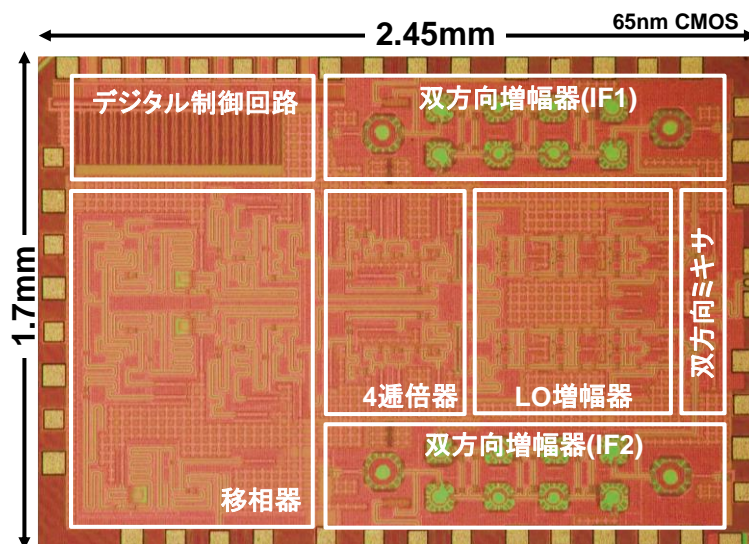 2.45mm
65nm CMOS
1.7mm
デジタル制御回路
双方向増幅器(IF1)
双方向ミキサ
4逓倍器
LO増幅器
双方向増幅器(IF2)
移相器